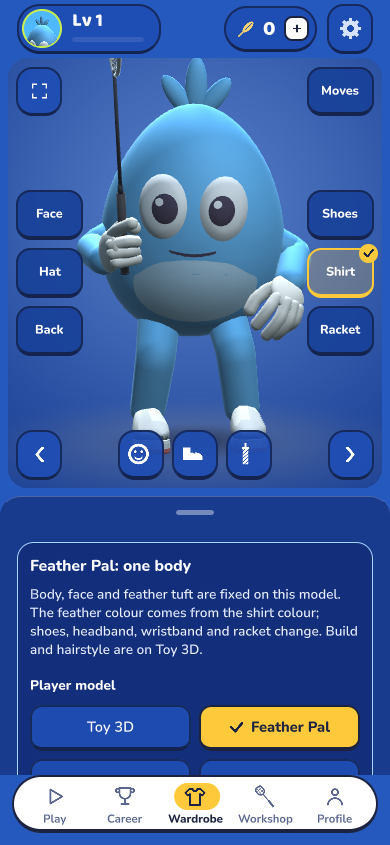 Lv 1
0
+
Moves
Face
Shoes
Hat
Shirt
Back
Racket
Feather Pal: one body
Body, face and feather tuft are fixed on this model.
The feather colour comes from the shirt colour;
shoes, headband, wristband and racket change. Build
and hairstyle are on Toy 3D.
Player model
Toy 3D
Feather Pal
Play
Career
Wardrobe
Workshop
Profile